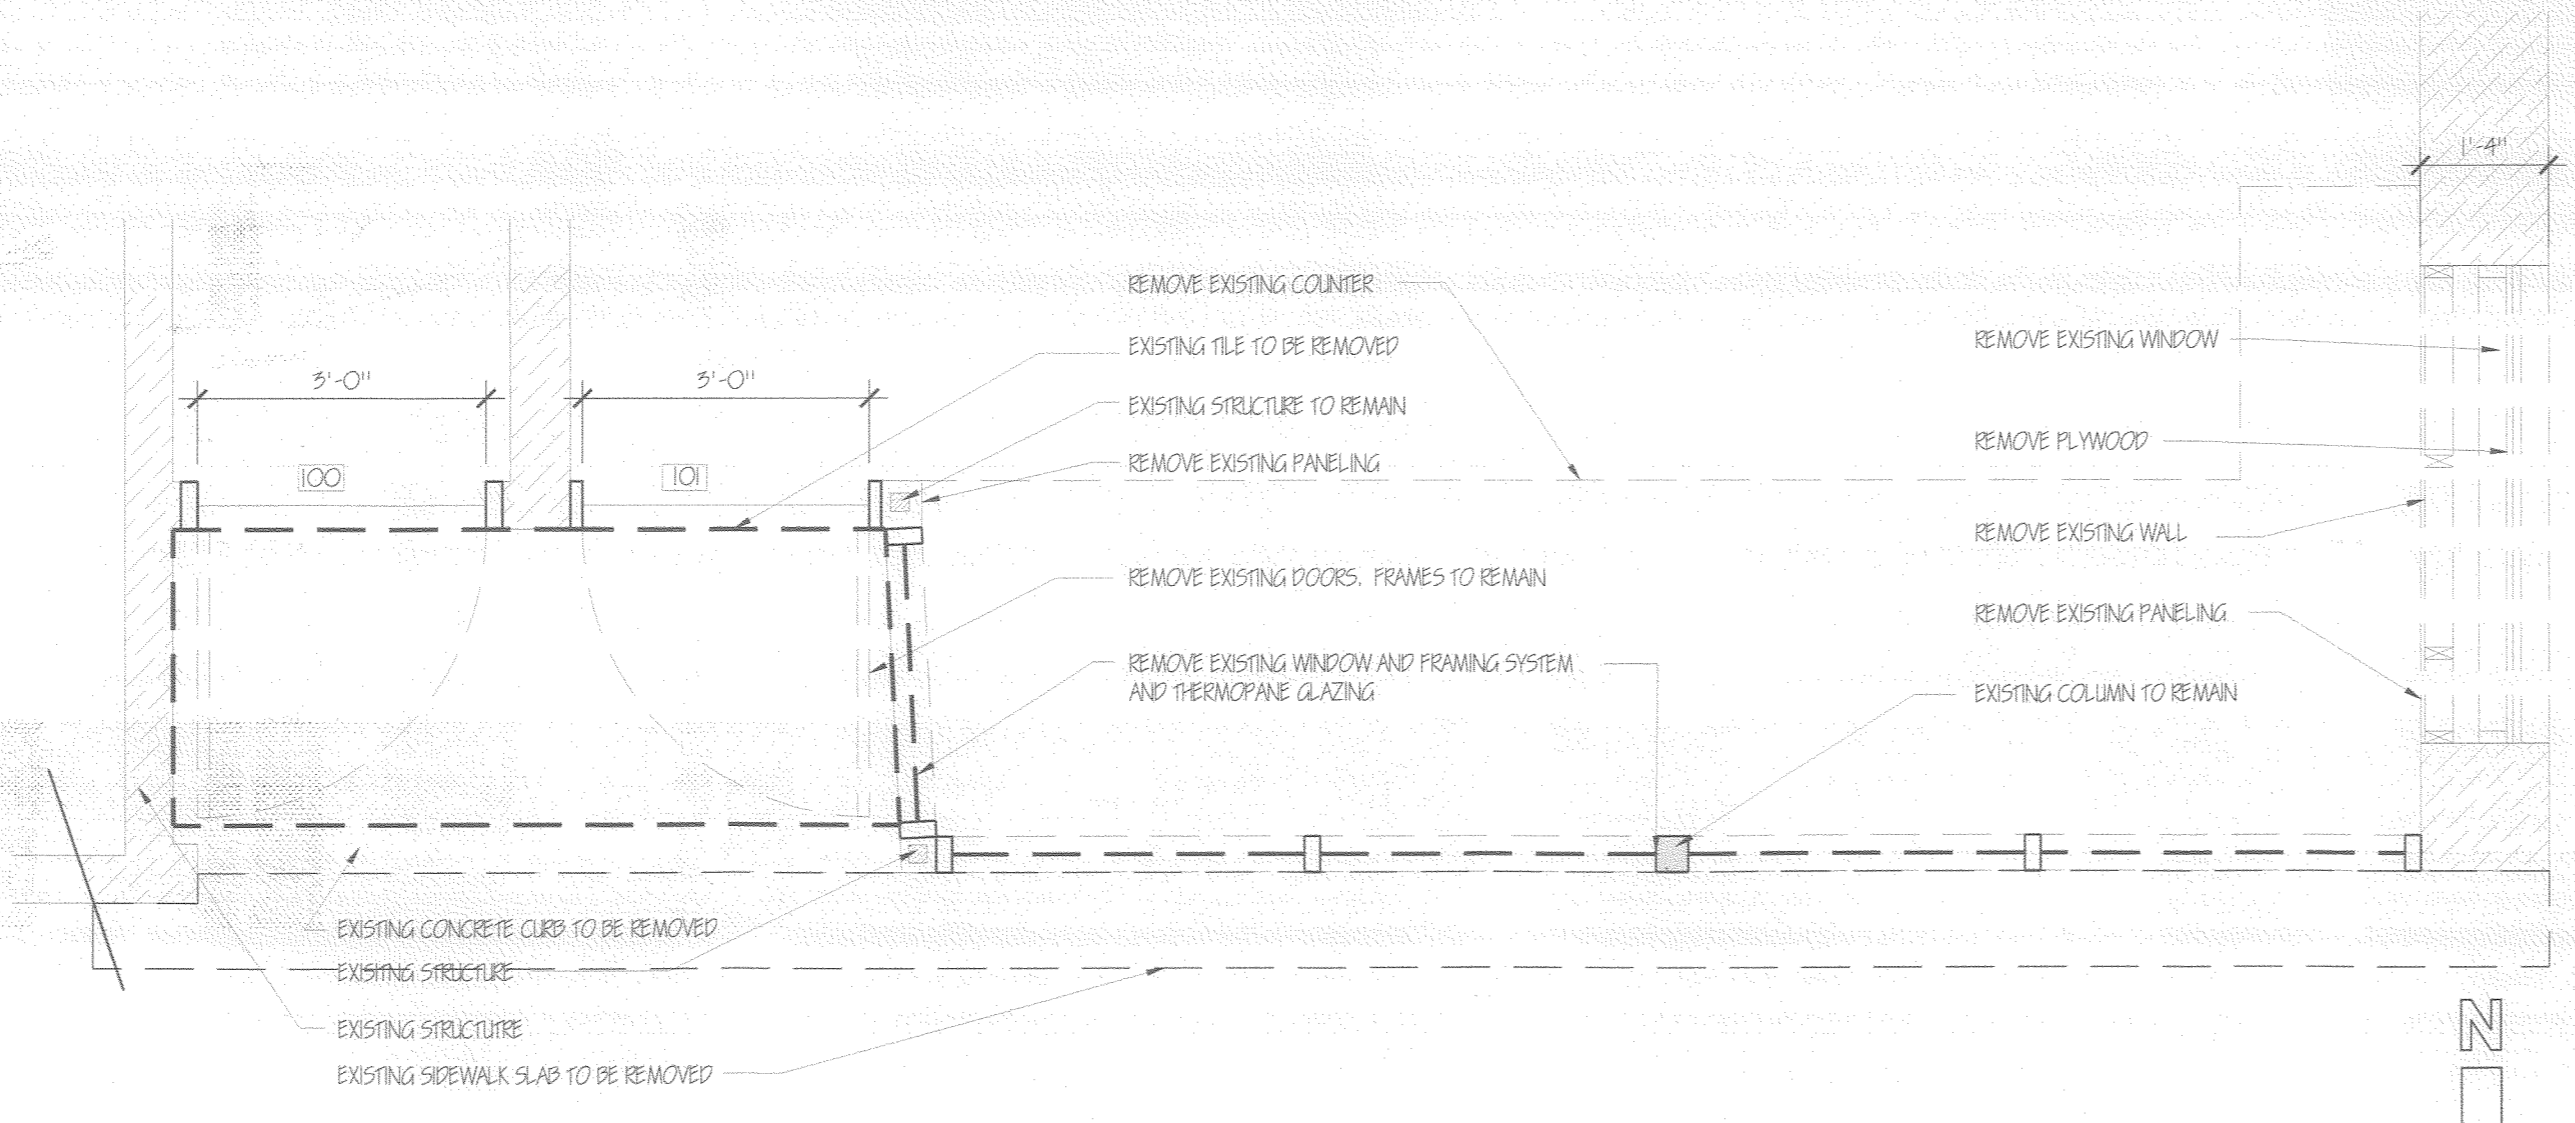 1'-4"
REMOVE EXISTING COUNTER
REMOVE EXISTING WINDOW
EXISTING TILE TO BE REMOVED
3'-0"
3'-0"
EXISTING STRUCTURE TO REMAIN
REMOVE PLYWOOD
REMOVE EXISTING PANELING
100
101
REMOVE EXISTING WALL
REMOVE EXISTING DOORS. FRAMES TO REMAIN
REMOVE EXISTING PANELING
REMOVE EXISTING WINDOW AND FRAMING SYSTEM
AND THERMOPANE GLAZING
EXISTING COLUMN TO REMAIN
EXISTING CONCRETE CURB TO BE REMOVED
EXISTING STRUCTURE
EXISTING STRUCTUTRE
EXISTING SIDEWALK SLAB TO BE REMOVED
N